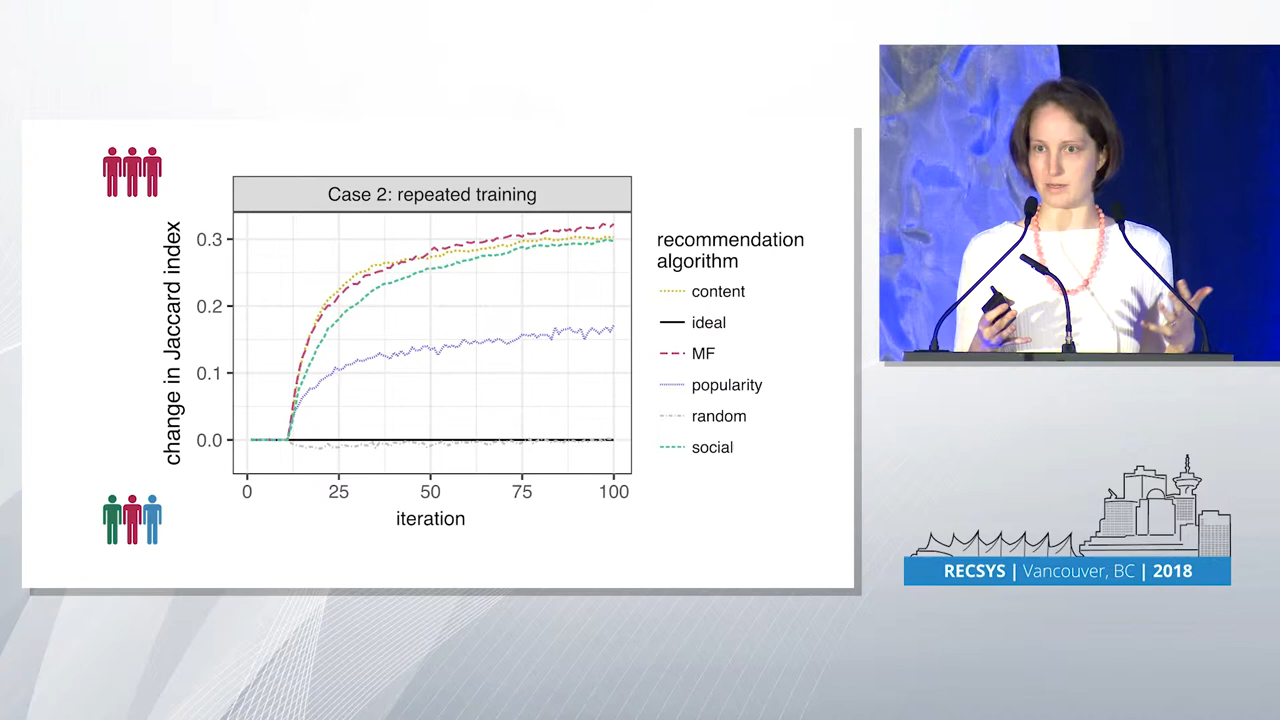 Case 2: repeated training
change in Jaccard index
0.3
0.2
0.1
0.0
0 25 50 75 100
iteration
recommendation
algorithm
content
ideal
MF
popularity
random
social
RECSYS | Vancouver, BC | 2018